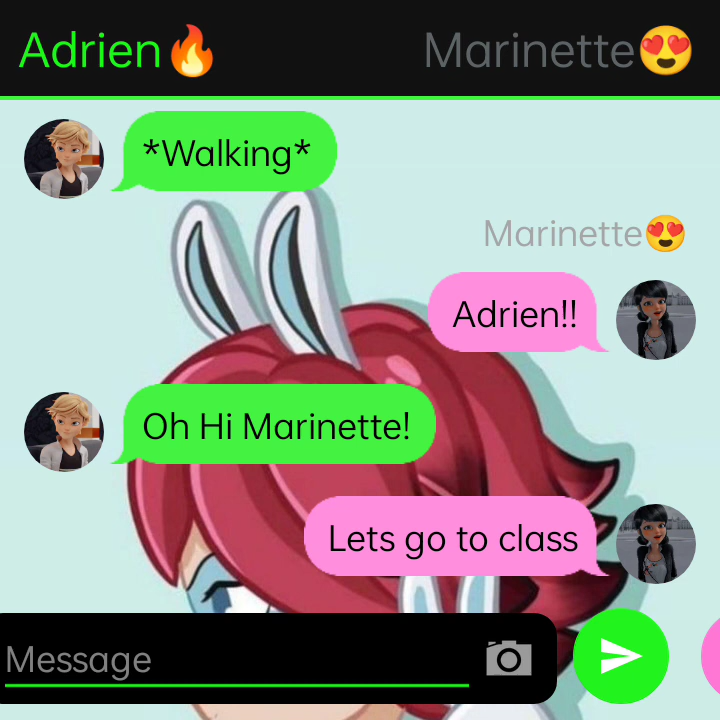 Adrien🔥 Marinette😍
*Walking*
Marinette😍
Adrien!!
Oh Hi Marinette!
Lets go to class
Message